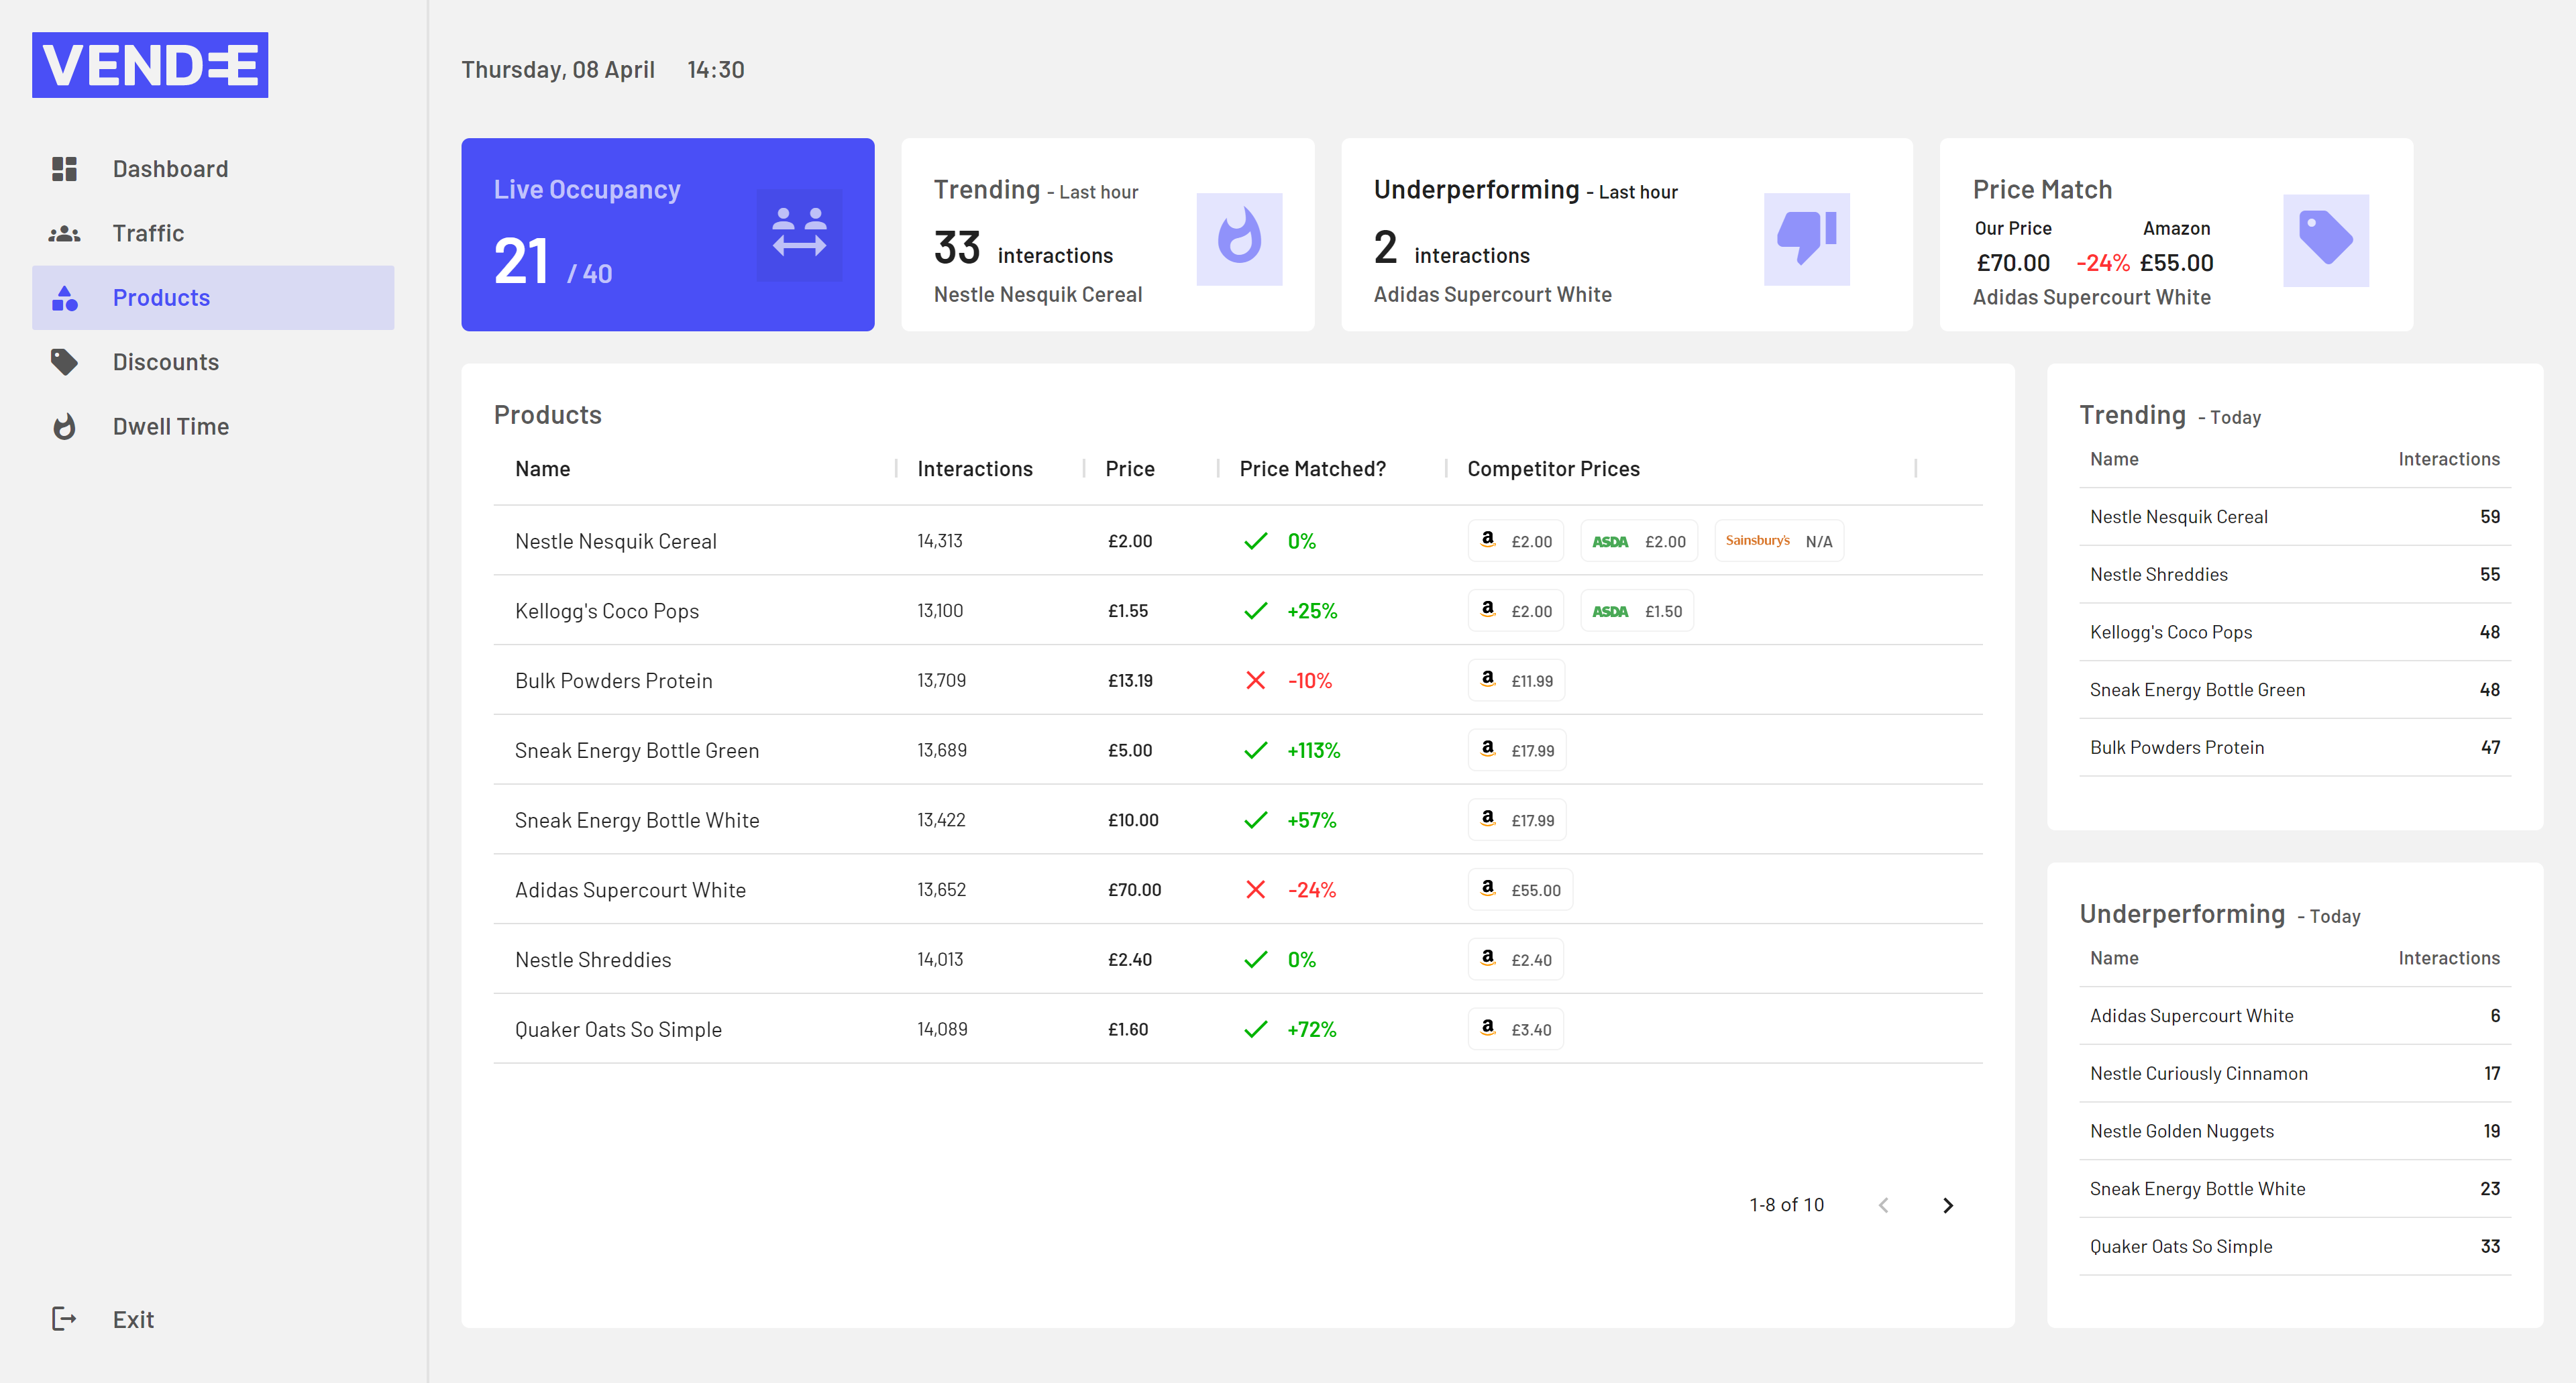 VENDEE
Dashboard
Traffic
Products
Discounts
Dwell Time
Exit
Thursday, 08 April 14:30
Live Occupancy
21 / 40
Trending - Last hour
33 interactions
Nestle Nesquik Cereal
Underperforming - Last hour
2 interactions
Adidas Supercourt White
Price Match
Our Price Amazon
£70.00 -24% £55.00
Adidas Supercourt White
Products
Name Interactions Price Price Matched? Competitor Prices
Nestle Nesquik Cereal 14,313 £2.00 0% a £2.00 ASDA £2.00 Sainsbury's N/A
Kellogg's Coco Pops 13,100 £1.55 +25% a £2.00 ASDA £1.50
Bulk Powders Protein 13,709 £13.19 -10% a £11.99
Sneak Energy Bottle Green 13,689 £5.00 +113% a £17.99
Sneak Energy Bottle White 13,422 £10.00 +57% a £17.99
Adidas Supercourt White 13,652 £70.00 -24% a £55.00
Nestle Shreddies 14,013 £2.40 0% a £2.40
Quaker Oats So Simple 14,089 £1.60 +72% a £3.40
1-8 of 10
Trending - Today
Name Interactions
Nestle Nesquik Cereal 59
Nestle Shreddies 55
Kellogg's Coco Pops 48
Sneak Energy Bottle Green 48
Bulk Powders Protein 47
Underperforming - Today
Name Interactions
Adidas Supercourt White 6
Nestle Curiously Cinnamon 17
Nestle Golden Nuggets 19
Sneak Energy Bottle White 23
Quaker Oats So Simple 33